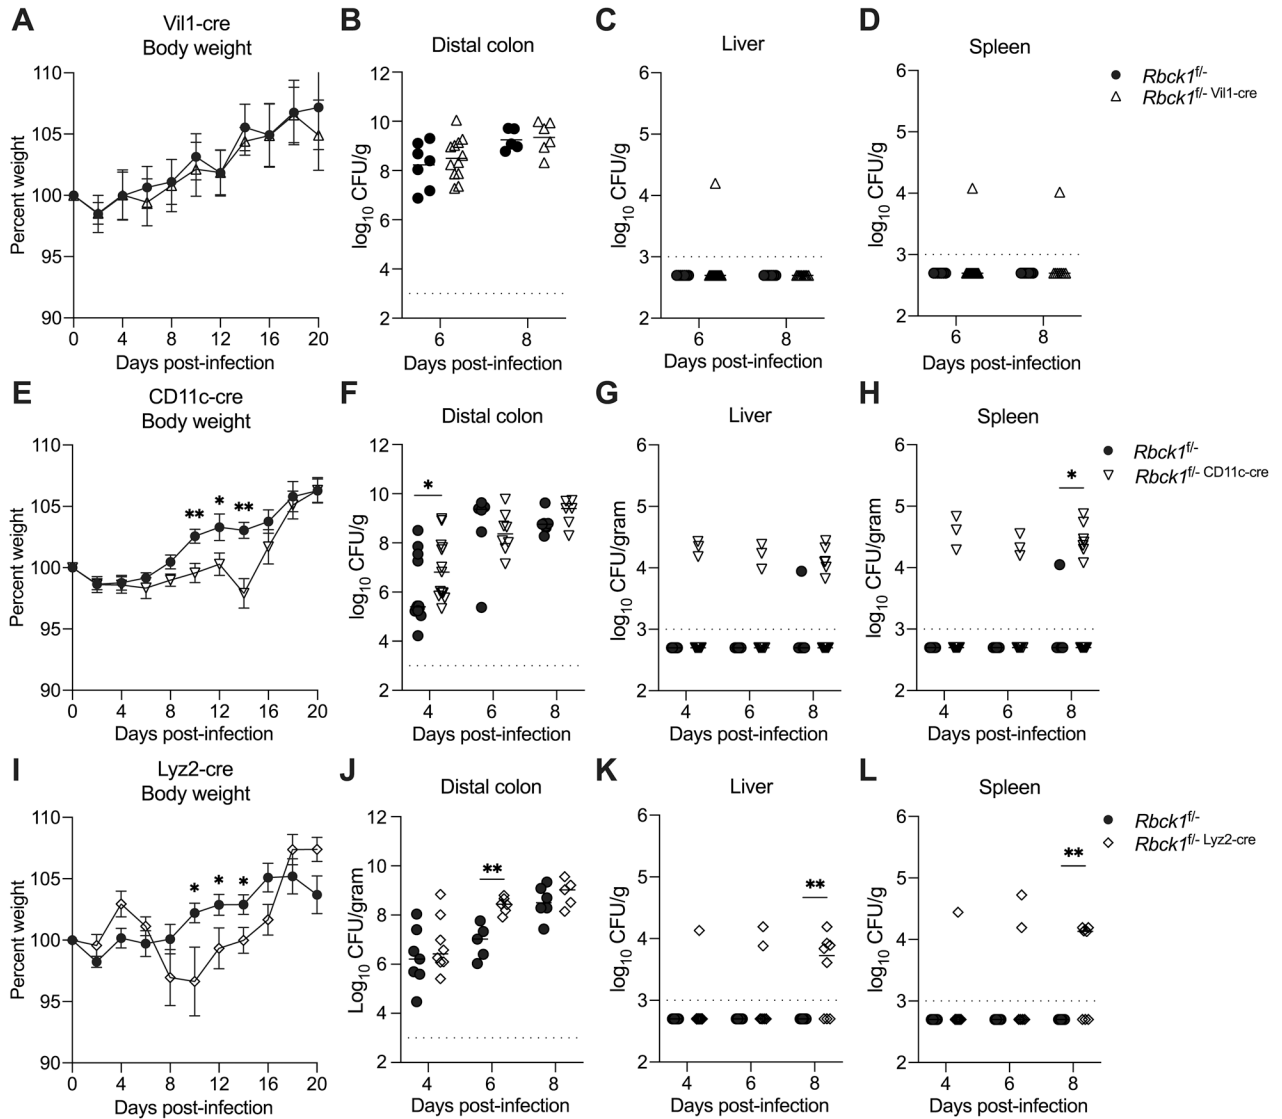 A
Vil1-cre
Body weight
Percent weight
110
105
100
95
90
0 4 8 12 16 20
Days post-infection
B
Distal colon
log10 CFU/g
12
10
8
6
4
2
6 8
Days post-infection
C
Liver
log10 CFU/g
6
5
4
3
2
6 8
Days post-infection
D
Spleen
log10 CFU/g
6
5
4
3
2
6 8
Days post-infection
Rbck1f/-
Rbck1f/- Vil1-cre
E
CD11c-cre
Body weight
Percent weight
110
105
100
95
90
** * **
0 4 8 12 16 20
Days post-infection
F
Distal colon
log10 CFU/g
12
10
8
6
4
2
*
4 6 8
Days post-infection
G
Liver
log10 CFU/gram
6
5
4
3
2
4 6 8
Days post-infection
H
Spleen
log10 CFU/gram
6
5
4
3
2
*
4 6 8
Days post-infection
Rbck1f/-
Rbck1f/- CD11c-cre
I
Lyz2-cre
Body weight
Percent weight
110
105
100
95
90
* * *
0 4 8 12 16 20
Days post-infection
J
Distal colon
Log10 CFU/gram
12
10
8
6
4
2
**
4 6 8
Days post-infection
K
Liver
log10 CFU/g
6
5
4
3
2
**
4 6 8
Days post-infection
L
Spleen
log10 CFU/g
6
5
4
3
2
**
4 6 8
Days post-infection
Rbck1f/-
Rbck1f/- Lyz2-cre